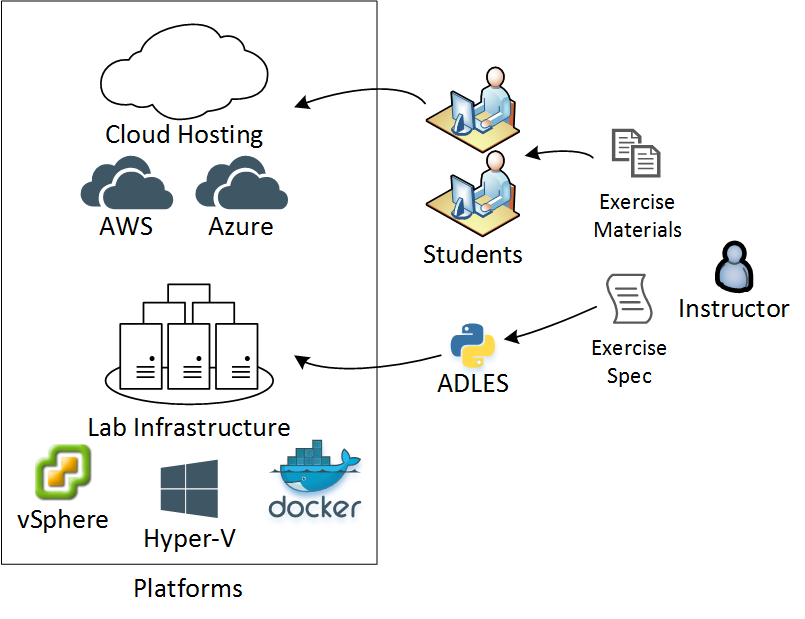 Cloud Hosting
AWS
Azure
Lab Infrastructure
vSphere
Hyper-V
docker
Platforms
Students
ADLES
Exercise
Materials
Exercise
Spec
Instructor